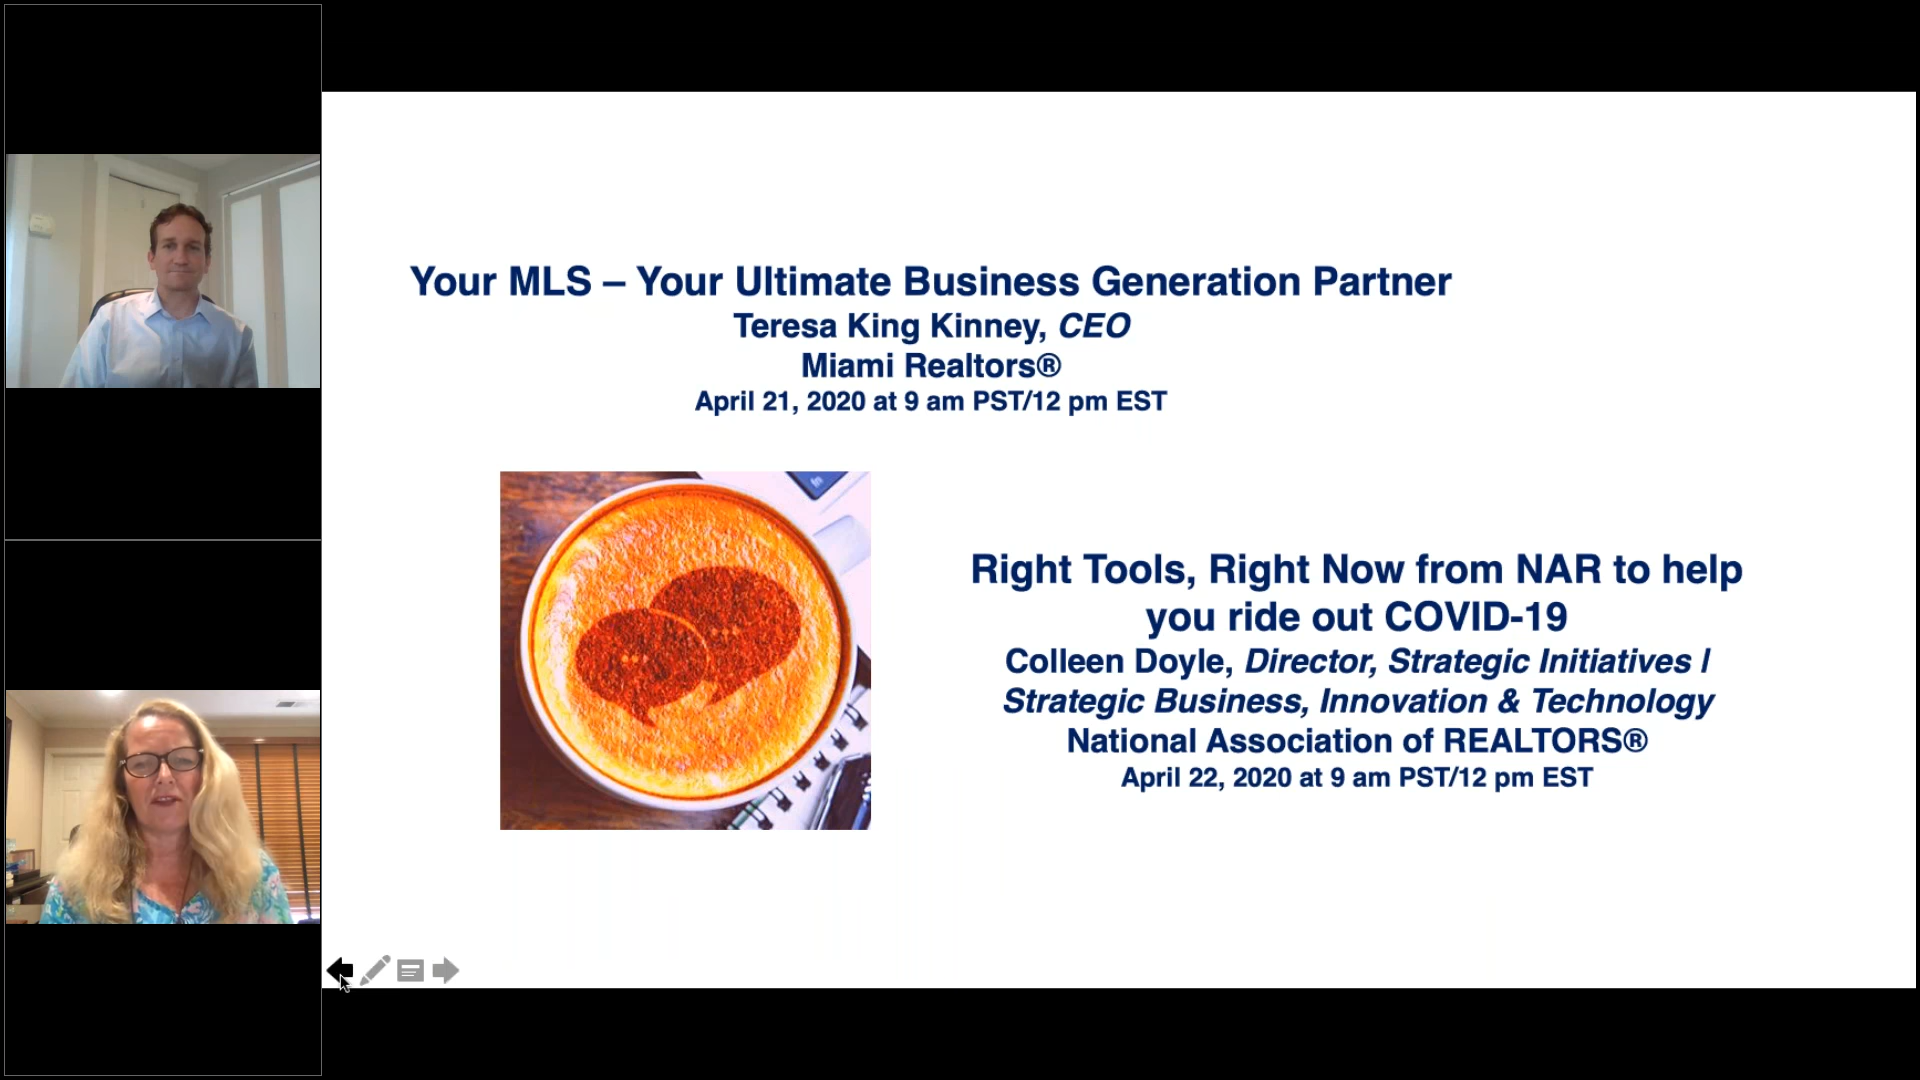 Your MLS – Your Ultimate Business Generation Partner
Teresa King Kinney, CEO
Miami Realtors®
April 21, 2020 at 9 am PST/12 pm EST
fn
Right Tools, Right Now from NAR to help
you ride out COVID-19
Colleen Doyle, Director, Strategic Initiatives |
Strategic Business, Innovation & Technology
National Association of REALTORS®
April 22, 2020 at 9 am PST/12 pm EST